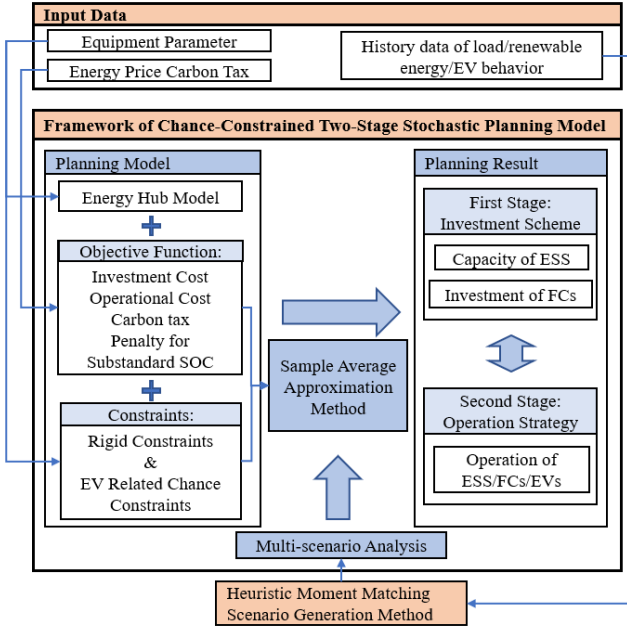 Input Data
Equipment Parameter
Energy Price Carbon Tax
History data of load/renewable
energy/EV behavior
Framework of Chance-Constrained Two-Stage Stochastic Planning Model
Planning Model
Energy Hub Model
Objective Function:
Investment Cost
Operational Cost
Carbon tax
Penalty for
Substandard SOC
Constraints:
Rigid Constraints
&
EV Related Chance
Constraints
Sample Average
Approximation
Method
Planning Result
First Stage:
Investment Scheme
Capacity of ESS
Investment of FCs
Second Stage:
Operation Strategy
Operation of
ESS/FCs/EVs
Multi-scenario Analysis
Heuristic Moment Matching
Scenario Generation Method